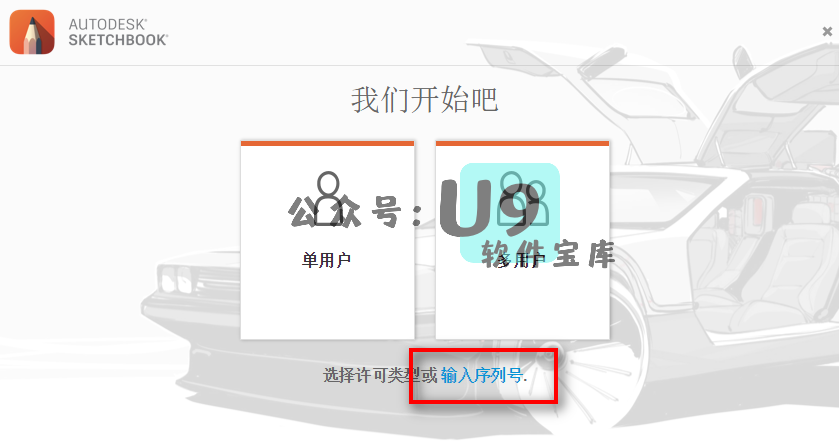 AUTODESK®
SKETCHBOOK®
我们开始吧
公众号：U9
软件宝库
单用户
多用户
选择许可类型或 输入序列号.